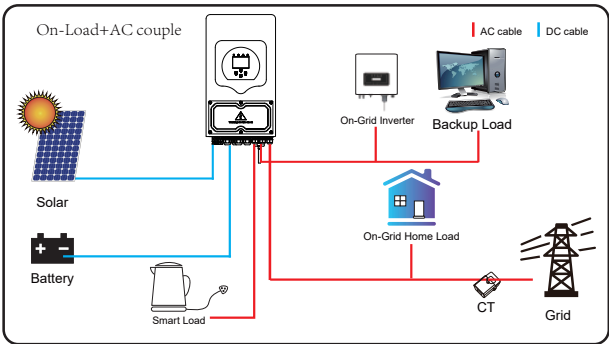 On-Load+AC couple
AC cable
DC cable
On-Grid Inverter
Backup Load
Solar
On-Grid Home Load
Battery
Smart Load
CT
Grid